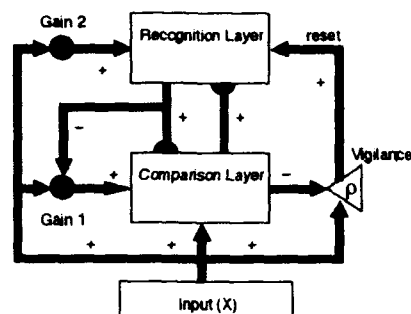 Gain 2
Recognition Layer
reset
+
+
+
+
-
Vigilance
+
Comparison Layer
-
ρ
Gain 1
+
+
+
Input (X)